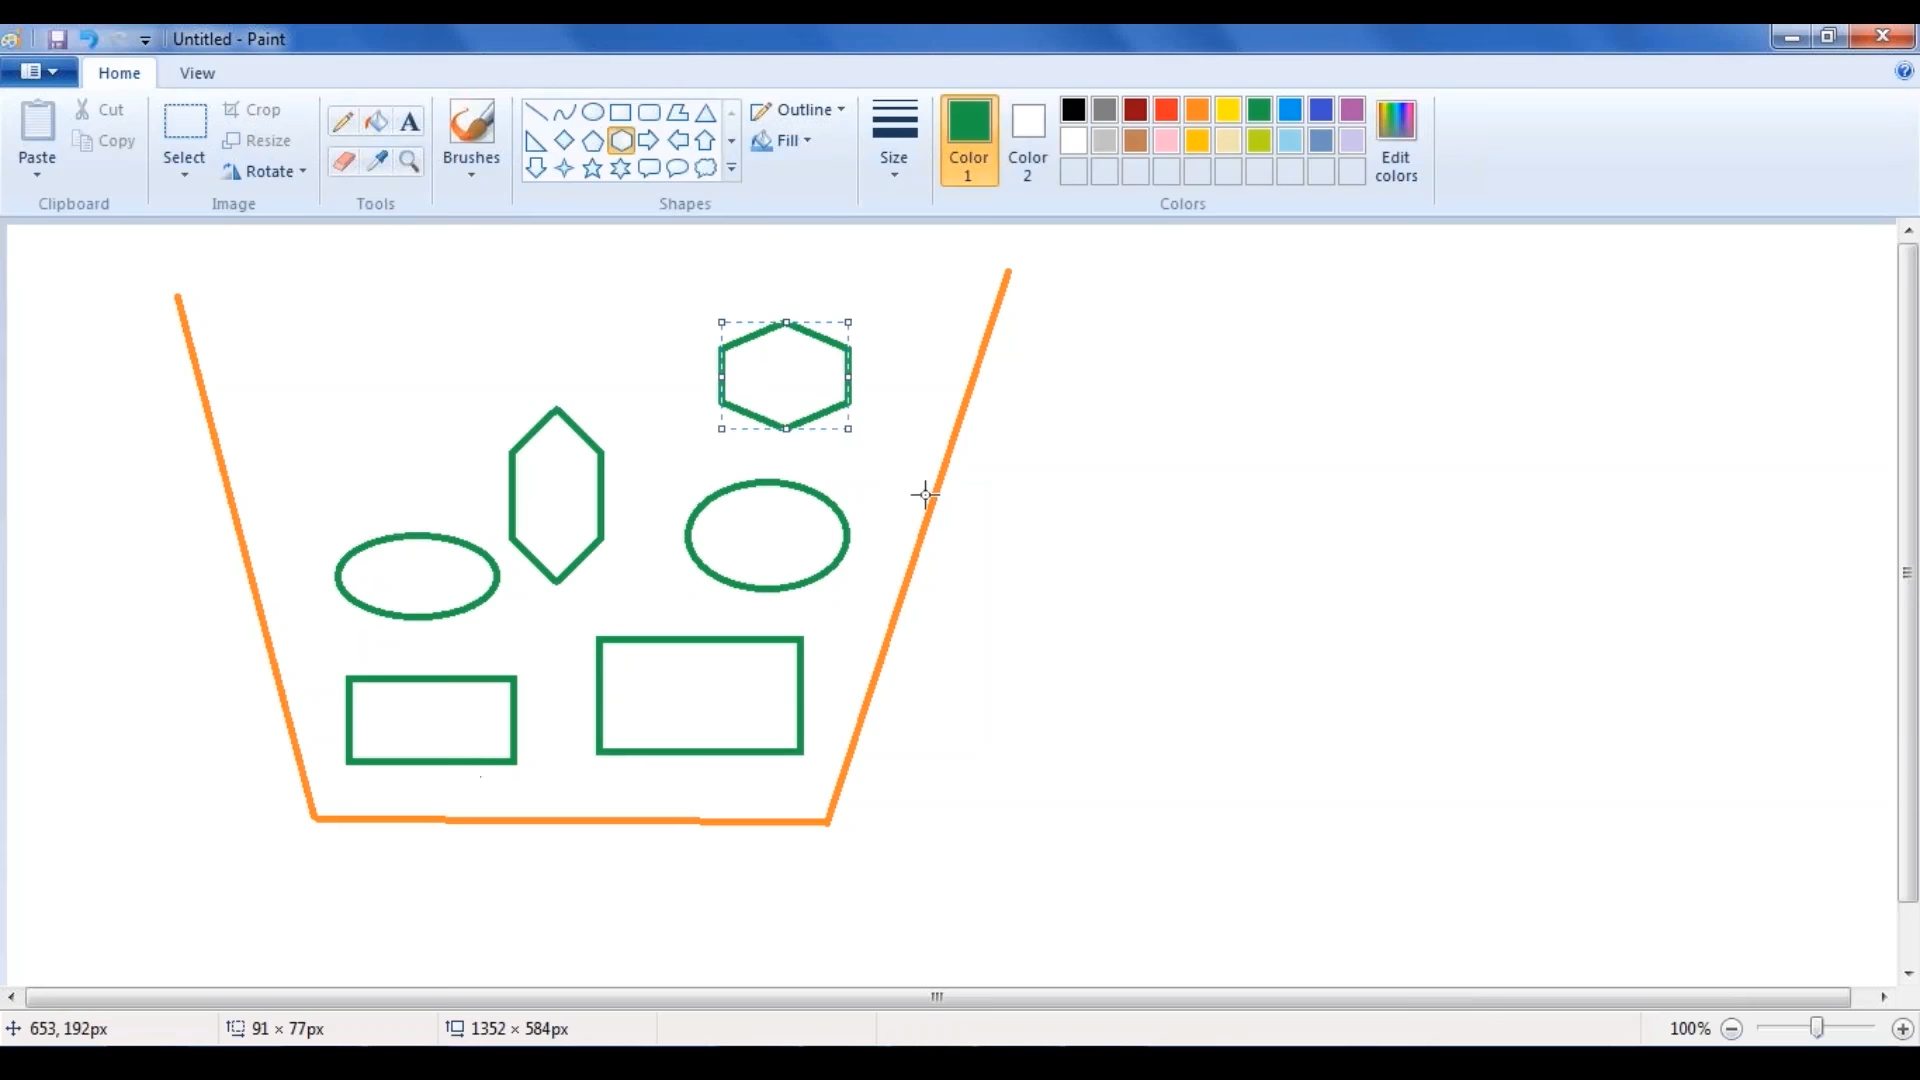 Untitled - Paint
Home View
Paste
Cut
Copy
Clipboard
Select
Crop
Resize
Rotate
Image
A
Tools
Brushes
Shapes
Outline
Fill
Size
Color 1
Color 2
Edit colors
Colors
653, 192px
91 × 77px
1352 × 584px
100%